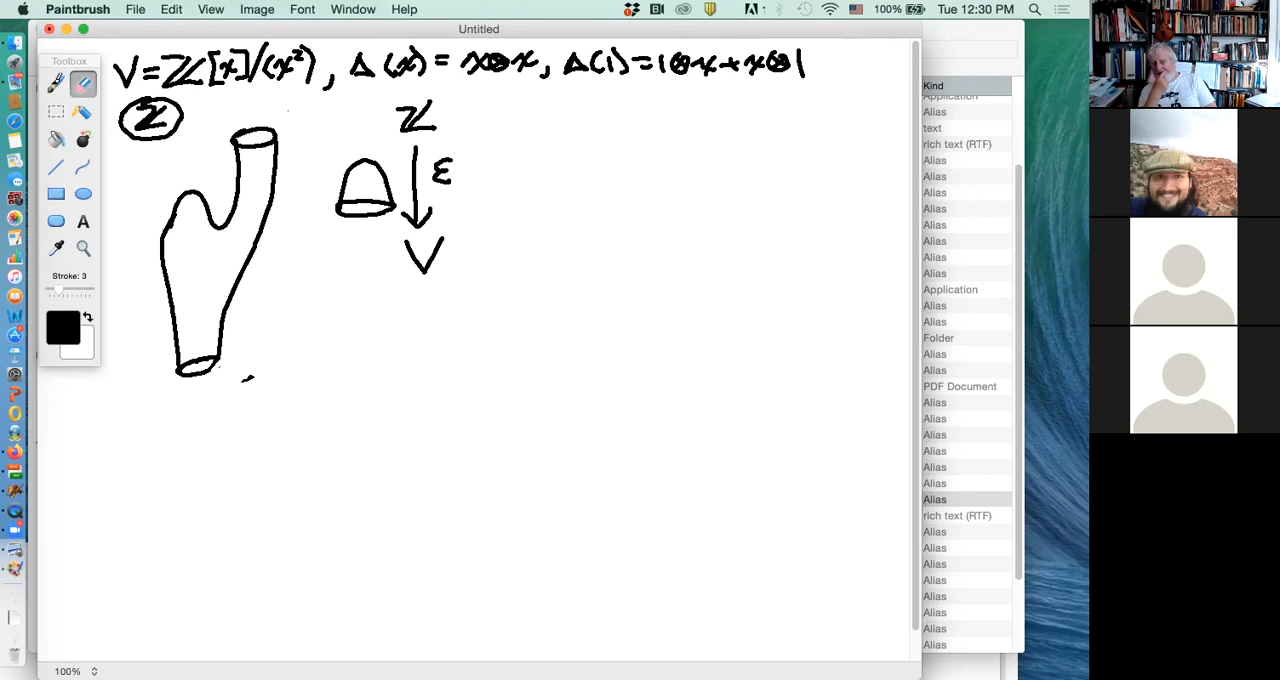 Paintbrush File Edit View Image Font Window Help 1 100% Tue 12:30 PM
Untitled
Toolbox
A
Stroke: 3
V=ℤ[x]/(x²), Δ(x)=x⊗x, Δ(1)=1⊗x+x⊗1
ℤ
ℤ
ε
V
100%
Kind
Application
Alias
text
rich text (RTF)
Alias
Alias
Alias
Alias
Alias
Alias
Alias
Alias
Application
Alias
Alias
Folder
Alias
Alias
PDF Document
Alias
Alias
Alias
Alias
Alias
Alias
Alias
rich text (RTF)
Alias
Alias
Alias
Alias
Alias
Alias
Alias
Alias